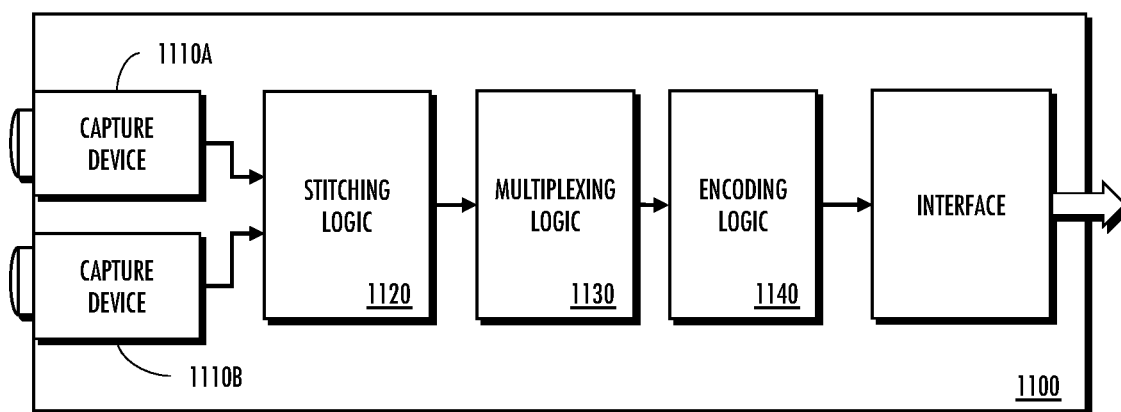 1110A
CAPTURE
DEVICE
CAPTURE
DEVICE
1110B
STITCHING
LOGIC
1120
MULTIPLEXING
LOGIC
1130
ENCODING
LOGIC
1140
INTERFACE
1100